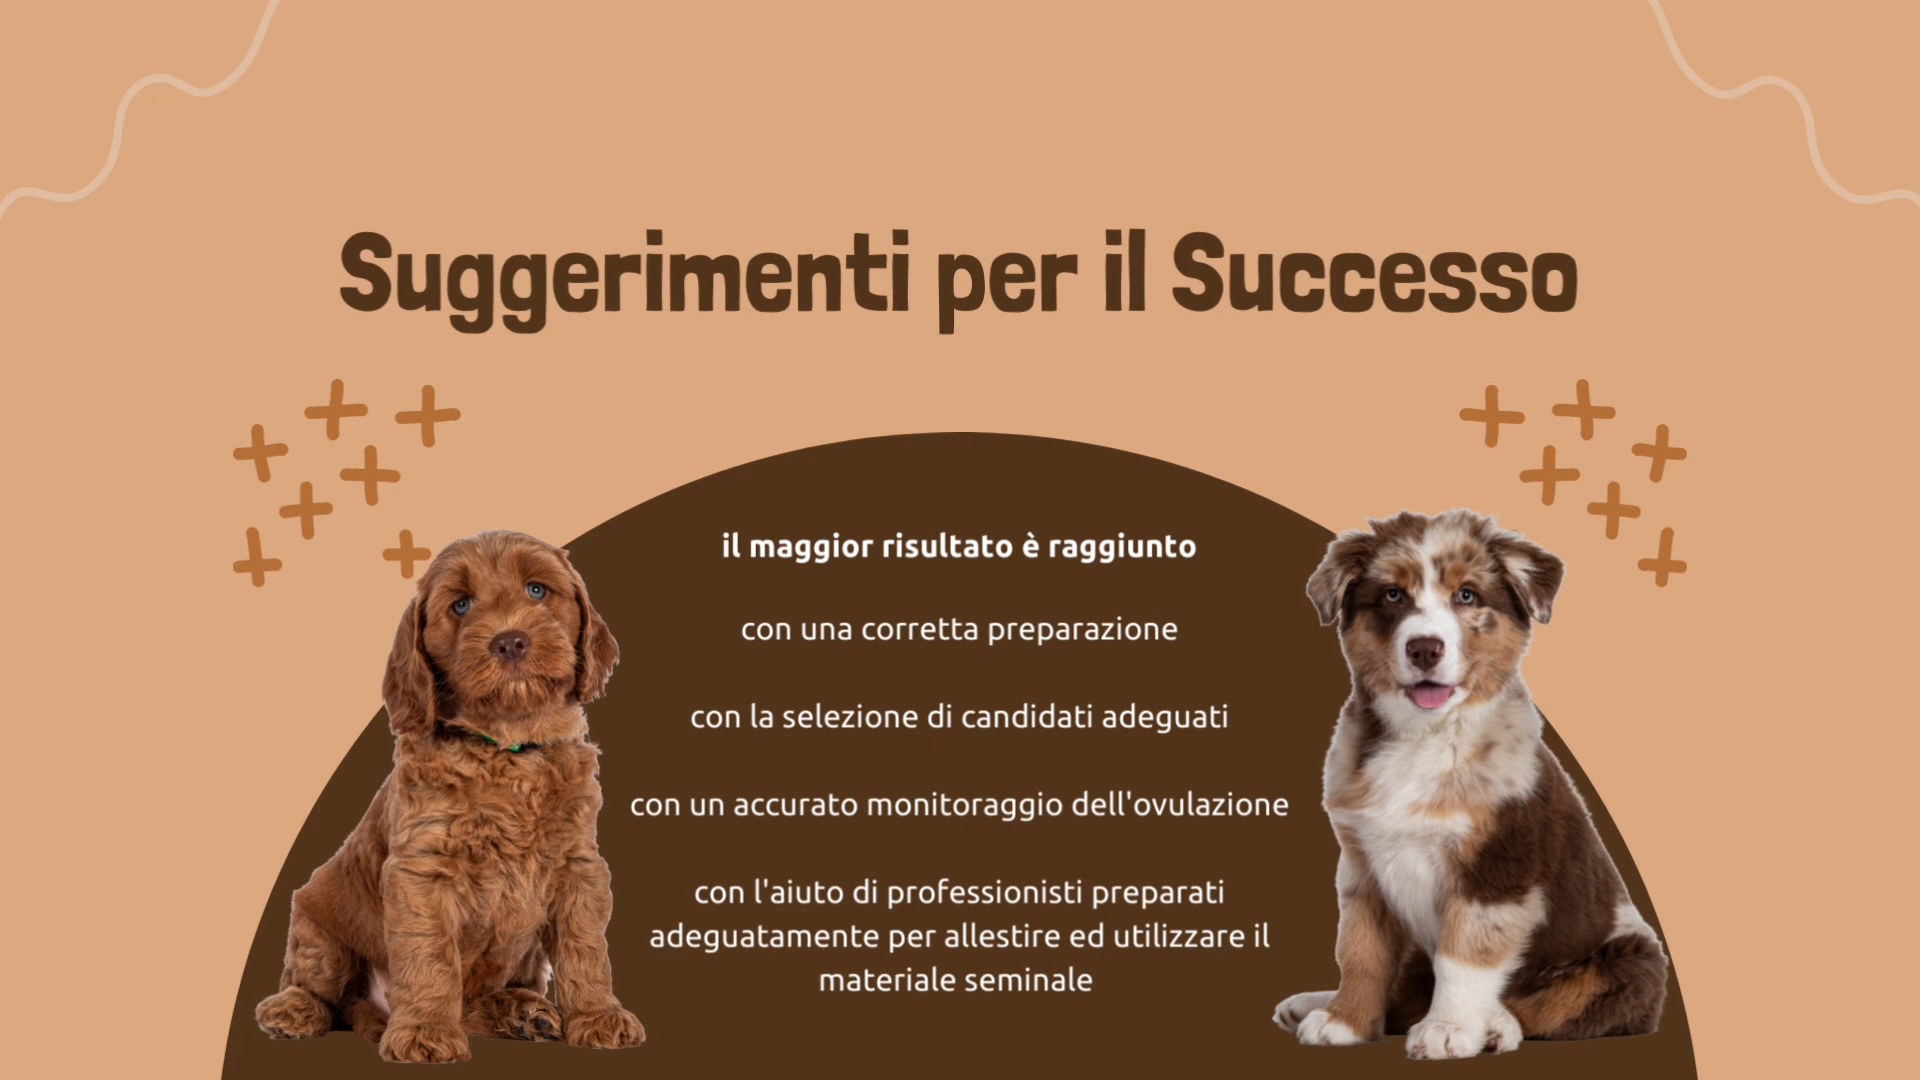 Suggerimenti per il Successo
il maggior risultato è raggiunto
con una corretta preparazione
con la selezione di candidati adeguati
con un accurato monitoraggio dell'ovulazione
con l'aiuto di professionisti preparati
adeguatamente per allestire ed utilizzare il
materiale seminale